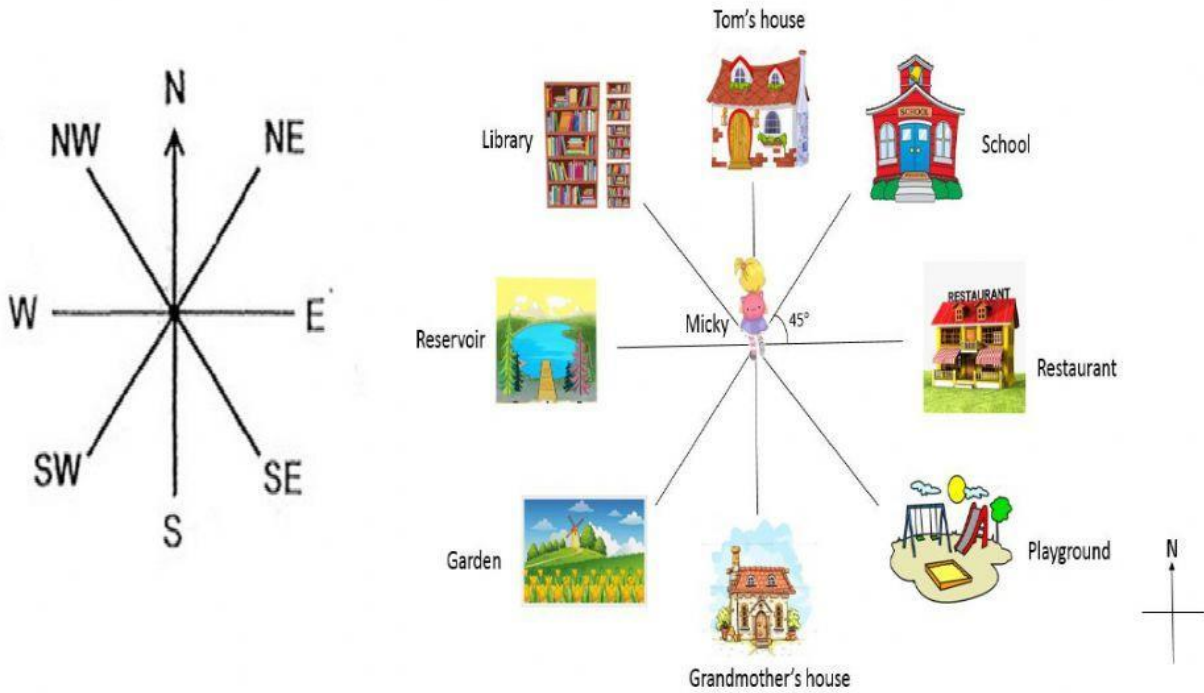 N
NW
NE
W
E
SW
SE
S
Tom's house
Library
SCHOOL
School
Micky
45°
Reservoir
RESTAURANT
Restaurant
Garden
Playground
Grandmother's house
N